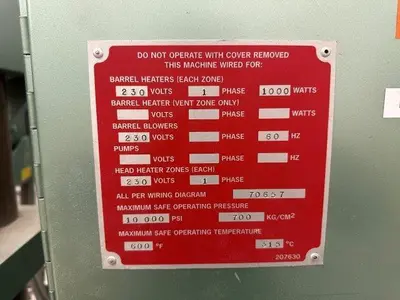 DO NOT OPERATE WITH COVER REMOVED
THIS MACHINE WIRED FOR:
BARREL HEATERS (EACH ZONE)
230 VOLTS 1 PHASE 1000 WATTS
BARREL HEATER (VENT ZONE ONLY)
VOLTS PHASE WATTS
BARREL BLOWERS
230 VOLTS PHASE 60 HZ
PUMPS
VOLTS PHASE HZ
HEAD HEATER ZONES (EACH)
230 VOLTS 1 PHASE
ALL PER WIRING DIAGRAM 70657
MAXIMUM SAFE OPERATING PRESSURE
10 000 PSI 700 KG/CM2
MAXIMUM SAFE OPERATING TEMPERATURE
600 °F 315 °C
207630